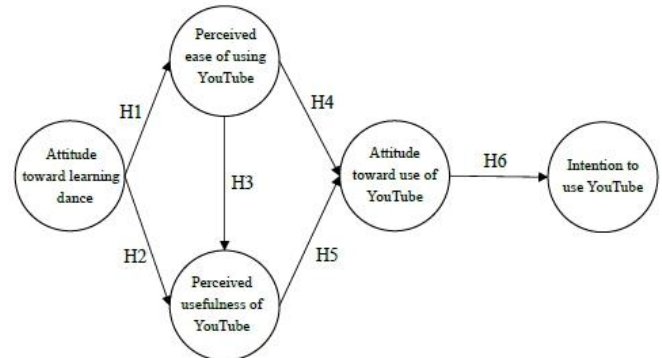 Perceived
ease of using
YouTube
H1
H4
Attitude
toward learning
dance
H3
Attitude
toward use of
YouTube
H6
Intention to
use YouTube
H2
H5
Perceived
usefulness of
YouTube